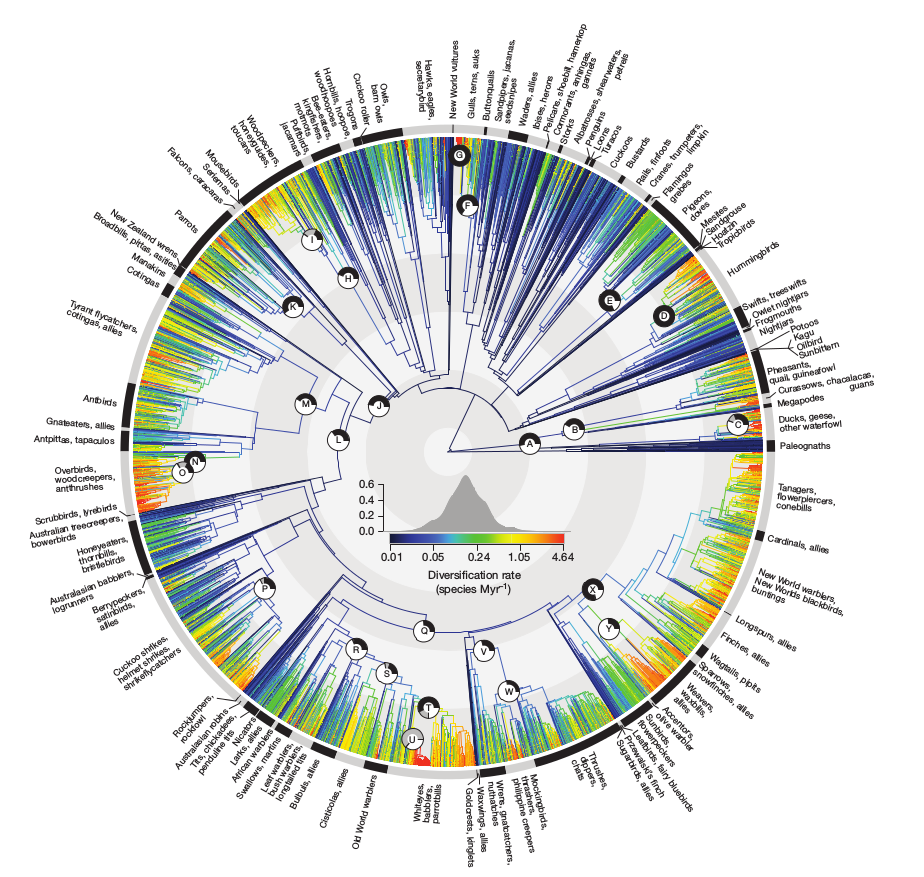 New World vultures
Gulls, terns, auks
Buttonquails
Sandpipers, jacanas,
seedsnipes
Waders, allies
Ibises, herons
Pelicans, shoebill, hamerkop
Cormorants, anhingas,
gannets
Storks
Albatrosses, shearwaters,
petrels
Penguins
Loons
Turacos
Cuckoos
Bustards
Rails, finfoots
Cranes, trumpeters,
limpkin
Flamingos
grebes
Pigeons,
doves
Mesites
Sandgrouse
Hoatzin
Tropicbirds
Hummingbirds
Swifts, treeswifts
Owlet nightjars
Frogmouths
Nightjars
Potoos
Kagu
Oilbird
Sunbittern
Pheasants,
quail, guineafowl
Curassows, chacalacas,
guans
Megapodes
Ducks, geese,
other waterfowl
Paleognaths
Tanagers,
flowerpiercers,
conebills
Cardinals, allies
New World warblers,
New Worlds blackbirds,
buntings
Longspurs, allies
Finches, allies
Wagtails, pipits
Sparrows,
snowfinches, allies
Weavers,
waxbills,
allies
Accentors,
olive warbler
Sunbirds,
flowerpeckers
Leafbirds, fairy bluebirds
Przewalski's finch
Sugarbirds, allies
Thrushes,
dippers,
chats
Mockingbirds,
thrashers,
philippine creepers
Wrens, gnatcatchers,
nuthatches
Waxwings, allies
Goldcrests, kinglets
Whiteyes,
babblers,
parrotbills
Old World warblers
Cisticolas, allies
Bulbuls, allies
Leaf warblers,
bush warblers,
longtailed tits
Swallows, martins
African warblers
Larks, allies
Nicators
Tits, chickadees,
penduline tits
Australasian robins
Rockjumpers,
rockfowl
Cuckoo shrikes,
helmet shrikes,
shrikeflycatchers
Berrypeckers,
satinbirds,
allies
Australasian babblers,
logrunners
Honeyeaters,
thornbills,
bristlebirds
Australian treecreepers,
bowerbirds
Scrubbirds, lyrebirds
Overbirds,
woodcreepers,
anthrushes
Antpittas, tapaculos
Gnateaters, allies
Antbirds
Tyrant flycatchers,
cotingas, allies
Cotingas
Manakins
Broadbills, pittas, asities
New Zealand wrens
Parrots
Falcons, caracaras
Seriemas
Mousebirds
Woodpeckers,
honeyguides,
toucans
Puffbirds,
jacamars
Bee-eaters,
kingfishers,
motmots
Hornbills, hoopoe,
woodhoopoes
Trogons
Cuckoo roller
Owls,
barn owls
Hawks, eagles,
secretarybird
G
F
I
H
E
D
K
M
J
L
B
A
C
N
O
P
Q
R
S
T
U
V
W
X
Y
0.6
0.4
0.2
0.0
0.01 0.05 0.24 1.05 4.64
Diversification rate
(species Myr⁻¹)